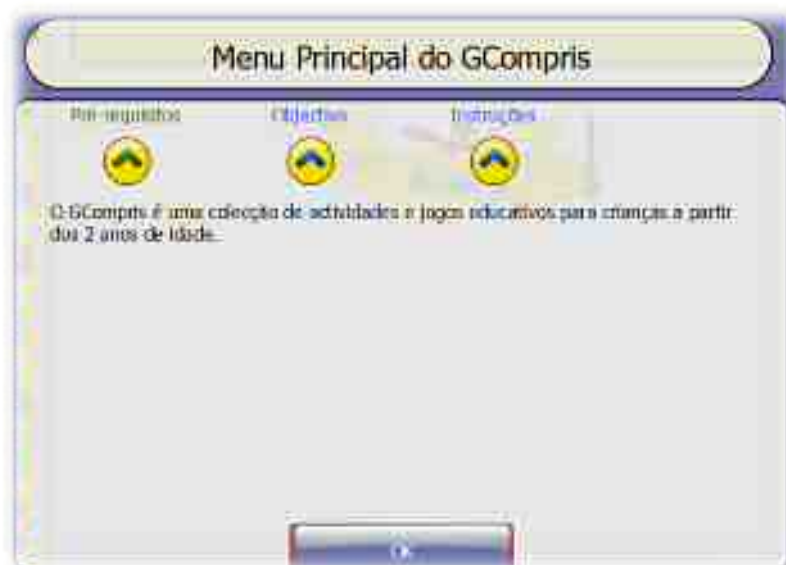 Menu Principal do GCompris
Pré-requisitos Objectivo Instruções
O GCompris é uma colecção de actividades e jogos educativos para crianças a partir
dos 2 anos de idade.
Ok